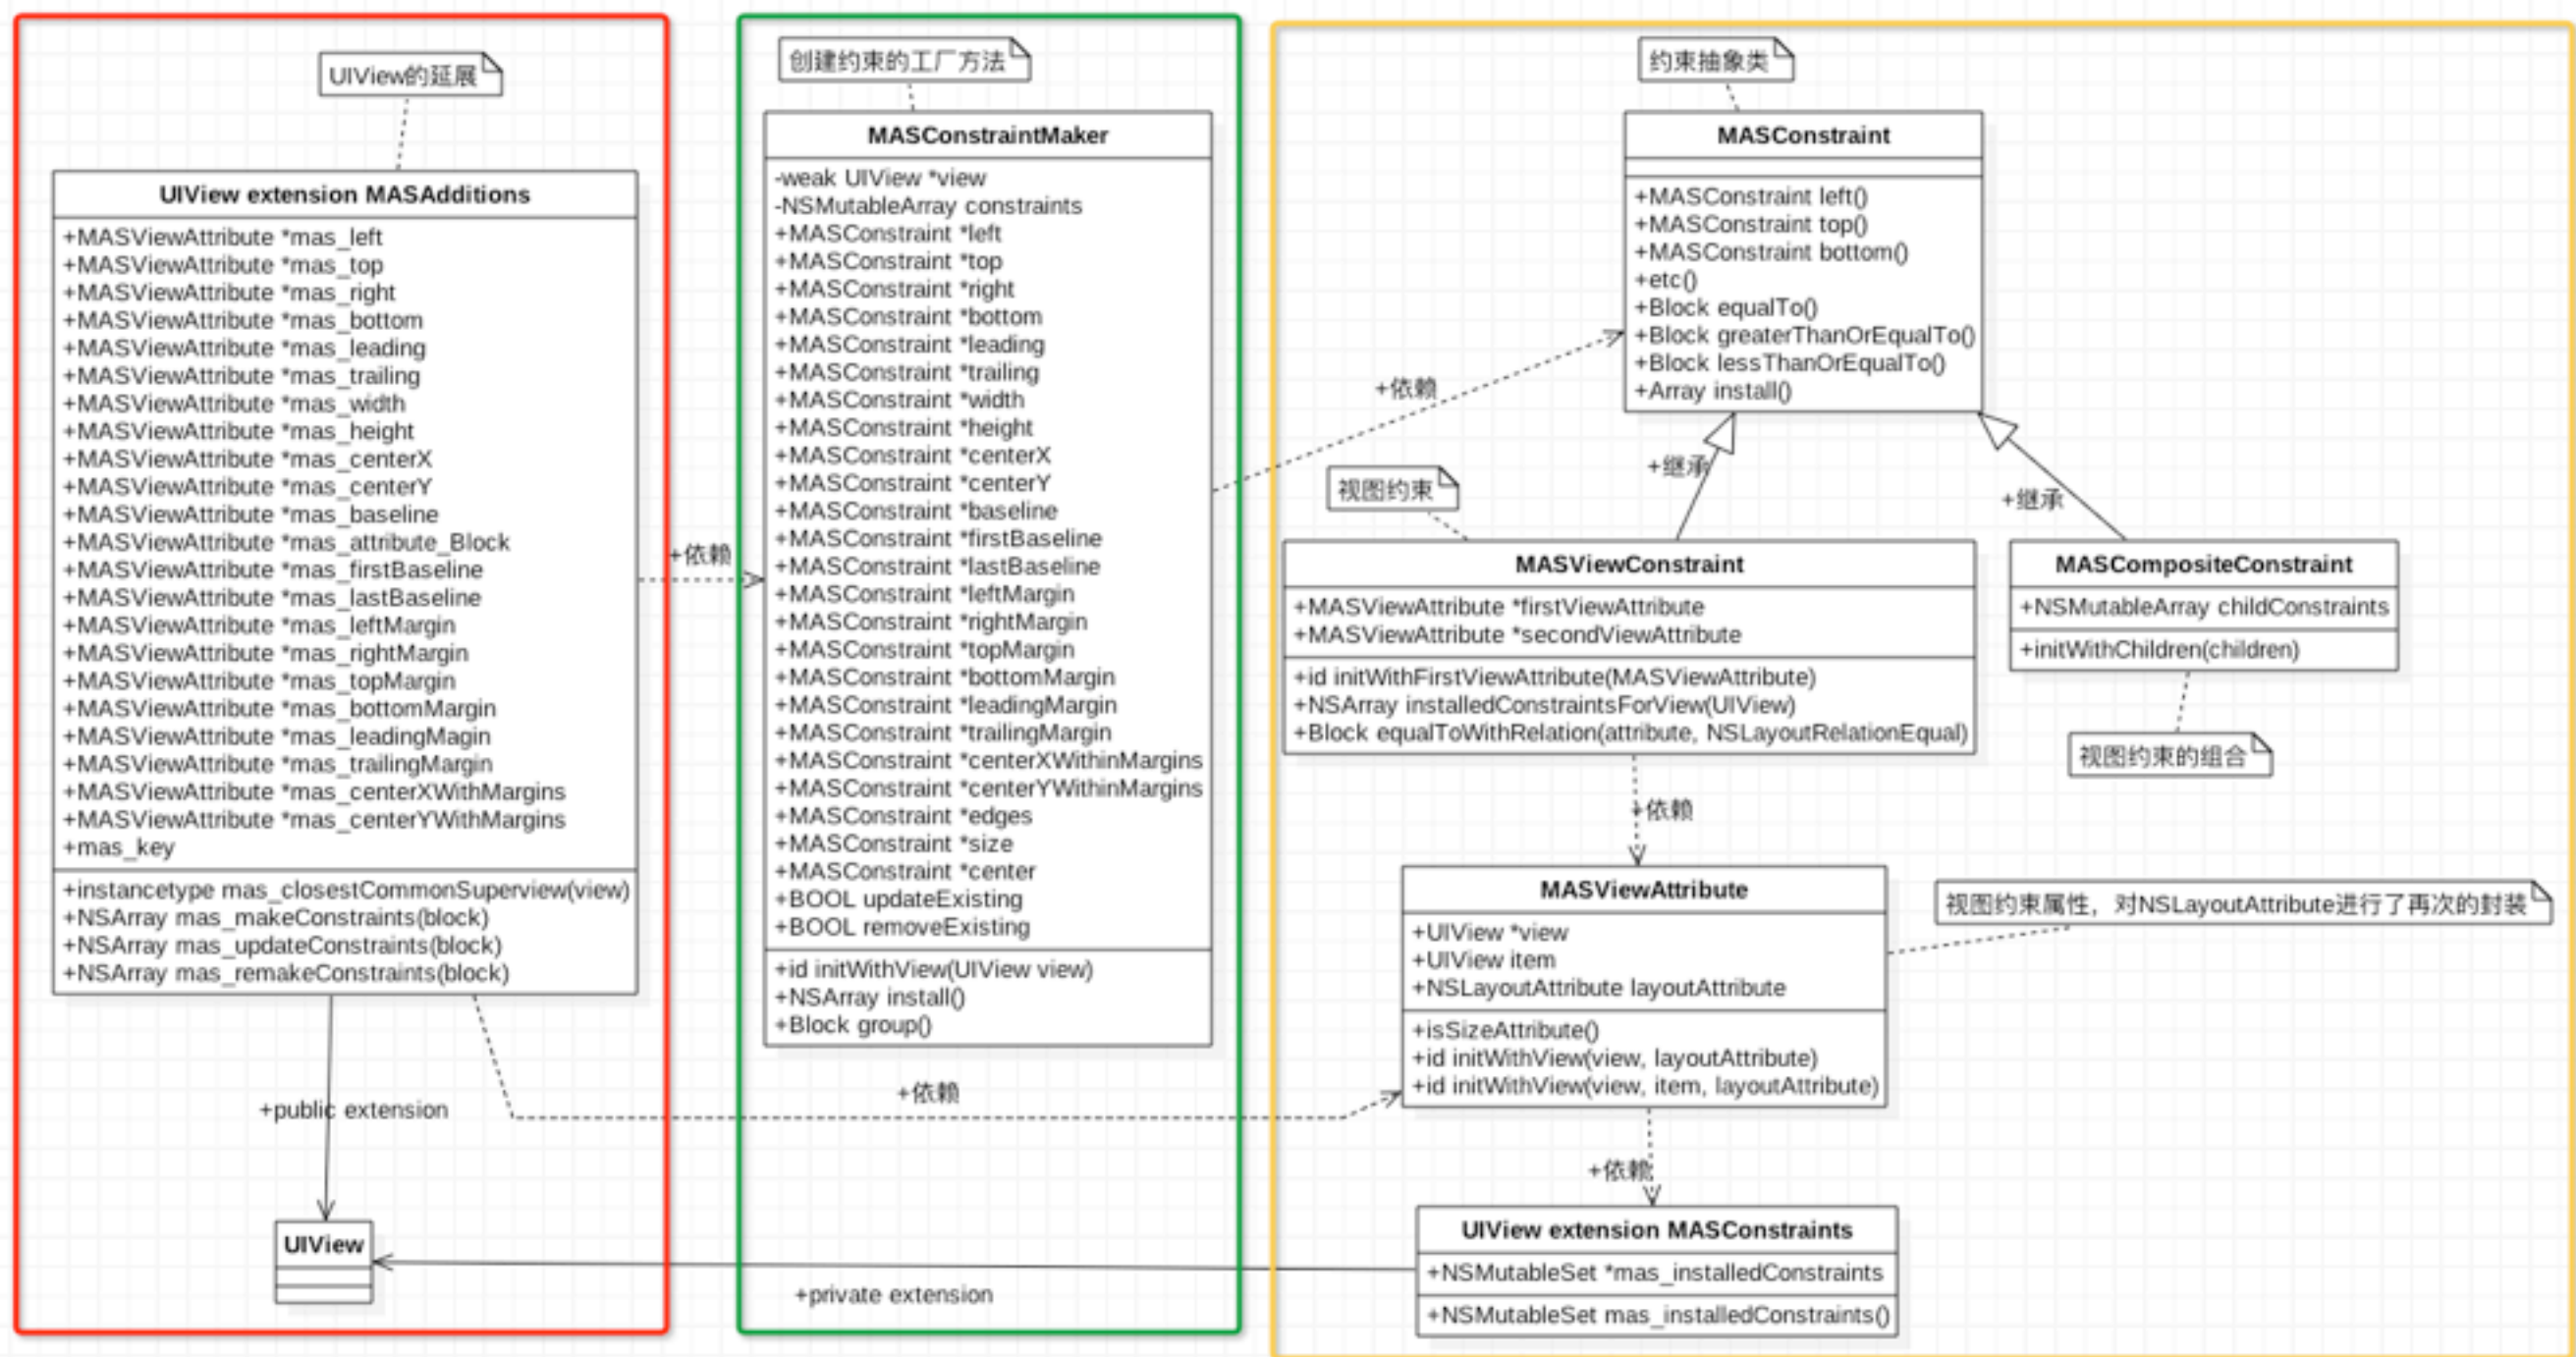 UIView的延展
UIView extension MASAdditions
+MASViewAttribute *mas_left
+MASViewAttribute *mas_top
+MASViewAttribute *mas_right
+MASViewAttribute *mas_bottom
+MASViewAttribute *mas_leading
+MASViewAttribute *mas_trailing
+MASViewAttribute *mas_width
+MASViewAttribute *mas_height
+MASViewAttribute *mas_centerX
+MASViewAttribute *mas_centerY
+MASViewAttribute *mas_baseline
+MASViewAttribute *mas_attribute_Block
+MASViewAttribute *mas_firstBaseline
+MASViewAttribute *mas_lastBaseline
+MASViewAttribute *mas_leftMargin
+MASViewAttribute *mas_rightMargin
+MASViewAttribute *mas_topMargin
+MASViewAttribute *mas_bottomMargin
+MASViewAttribute *mas_leadingMagin
+MASViewAttribute *mas_trailingMargin
+MASViewAttribute *mas_centerXWithMargins
+MASViewAttribute *mas_centerYWithMargins
+mas_key
+instancetype mas_closestCommonSuperview(view)
+NSArray mas_makeConstraints(block)
+NSArray mas_updateConstraints(block)
+NSArray mas_remakeConstraints(block)
+public extension
UIView
+依赖
创建约束的工厂方法
MASConstraintMaker
-weak UIView *view
-NSMutableArray constraints
+MASConstraint *left
+MASConstraint *top
+MASConstraint *right
+MASConstraint *bottom
+MASConstraint *leading
+MASConstraint *trailing
+MASConstraint *width
+MASConstraint *height
+MASConstraint *centerX
+MASConstraint *centerY
+MASConstraint *baseline
+MASConstraint *firstBaseline
+MASConstraint *lastBaseline
+MASConstraint *leftMargin
+MASConstraint *rightMargin
+MASConstraint *topMargin
+MASConstraint *bottomMargin
+MASConstraint *leadingMargin
+MASConstraint *trailingMargin
+MASConstraint *centerXWithinMargins
+MASConstraint *centerYWithinMargins
+MASConstraint *edges
+MASConstraint *size
+MASConstraint *center
+BOOL updateExisting
+BOOL removeExisting
+id initWithView(UIView view)
+NSArray install()
+Block group()
+依赖
+private extension
约束抽象类
MASConstraint
+MASConstraint left()
+MASConstraint top()
+MASConstraint bottom()
+etc()
+Block equalTo()
+Block greaterThanOrEqualTo()
+Block lessThanOrEqualTo()
+Array install()
+依赖
+继承
+继承
视图约束
MASViewConstraint
+MASViewAttribute *firstViewAttribute
+MASViewAttribute *secondViewAttribute
+id initWithFirstViewAttribute(MASViewAttribute)
+NSArray installedConstraintsForView(UIView)
+Block equalToWithRelation(attribute, NSLayoutRelationEqual)
MASCompositeConstraint
+NSMutableArray childConstraints
+initWithChildren(children)
视图约束的组合
+依赖
MASViewAttribute
+UIView *view
+UIView item
+NSLayoutAttribute layoutAttribute
+isSizeAttribute()
+id initWithView(view, layoutAttribute)
+id initWithView(view, item, layoutAttribute)
视图约束属性，对NSLayoutAttribute进行了再次的封装
+依赖
UIView extension MASConstraints
+NSMutableSet *mas_installedConstraints
+NSMutableSet mas_installedConstraints()